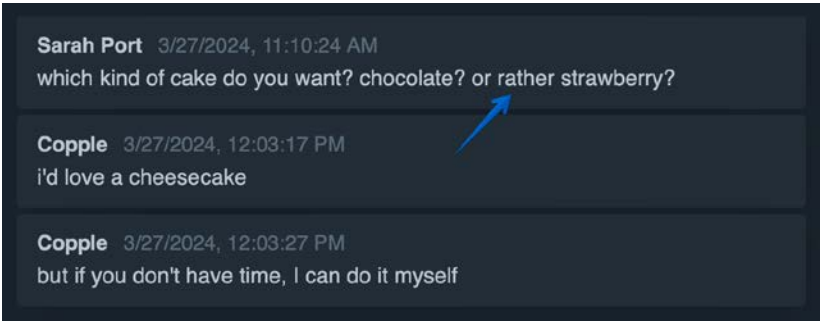 Sarah Port 3/27/2024, 11:10:24 AM
which kind of cake do you want? chocolate? or rather strawberry?
Copple 3/27/2024, 12:03:17 PM
i'd love a cheesecake
Copple 3/27/2024, 12:03:27 PM
but if you don't have time, I can do it myself